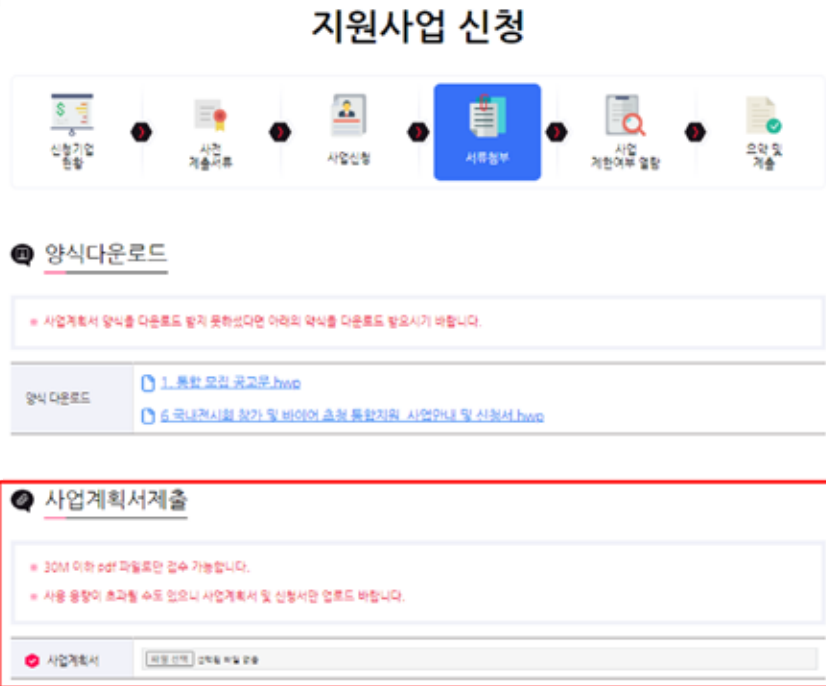 지원사업 신청
신청기업
현황
사전
제출서류
사업신청
서류첨부
사업
제한여부 열람
요약 및
제출
양식다운로드
사업계획서 양식을 다운로드 받지 못하셨다면 아래의 양식을 다운로드 받으시기 바랍니다.
양식 다운로드
1. 통합 모집 공고문.hwp
6.국내전시회 참가 및 바이어 초청 통합지원_사업안내 및 신청서.hwp
사업계획서제출
30M 이하 pdf 파일로만 접수 가능합니다.
사용 용량이 초과될 수도 있으니 사업계획서 및 신청서만 업로드 바랍니다.
사업계획서
파일 선택 선택된 파일 없음